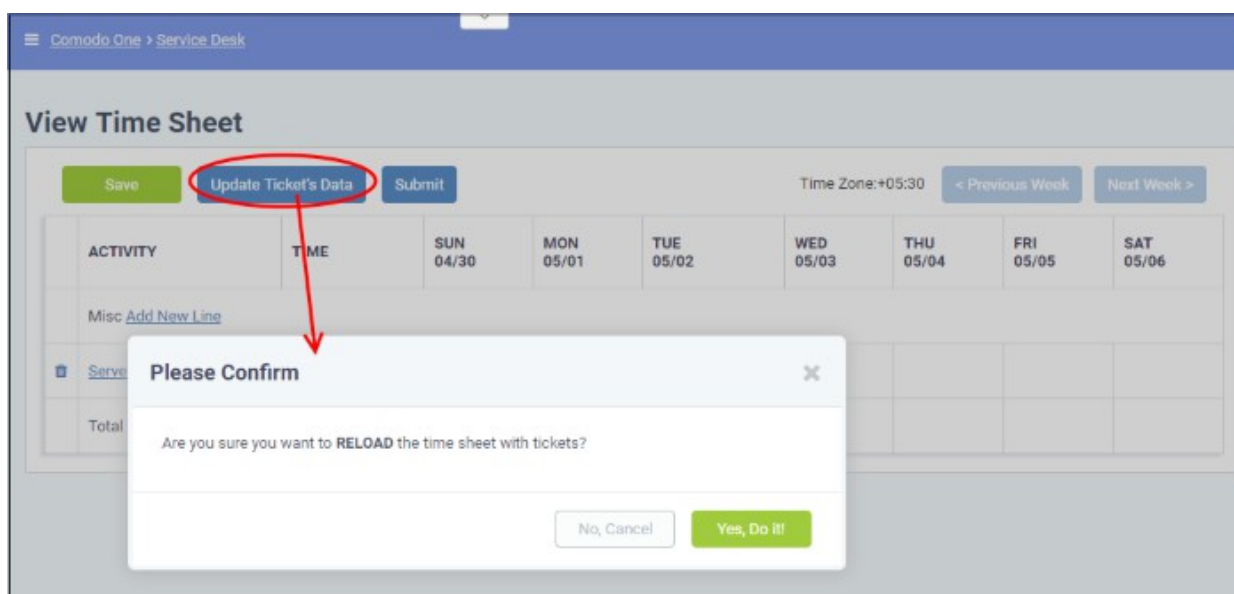 Comodo One > Service Desk
View Time Sheet
Save Update Ticket's Data Submit Time Zone:+05:30 < Previous Week Next Week >
ACTIVITY TIME SUN 04/30 MON 05/01 TUE 05/02 WED 05/03 THU 05/04 FRI 05/05 SAT 05/06
Misc Add New Line
Serve
Total
Please Confirm
Are you sure you want to RELOAD the time sheet with tickets?
No, Cancel Yes, Do it!